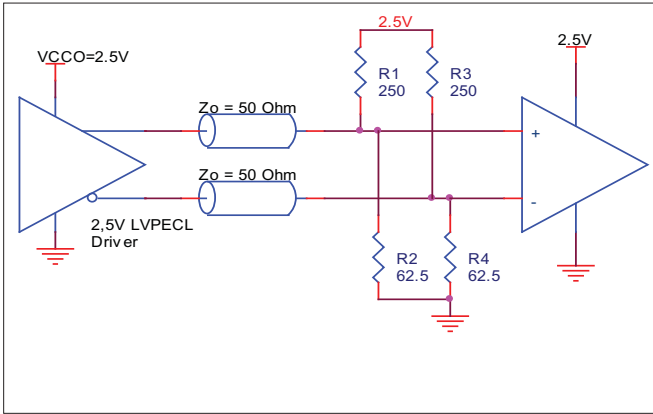 2.5V
VCCO=2.5V
2.5V
R1
250
R3
250
Zo = 50 Ohm
+
Zo = 50 Ohm
-
2,5V LVPECL
Driver
R2
62.5
R4
62.5